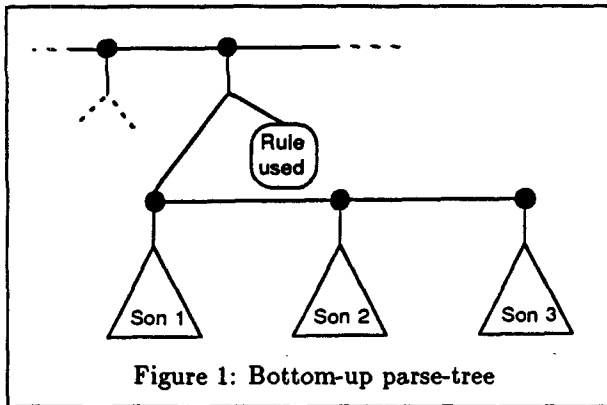 Rule
used
Son 1
Son 2
Son 3
Figure 1: Bottom-up parse-tree